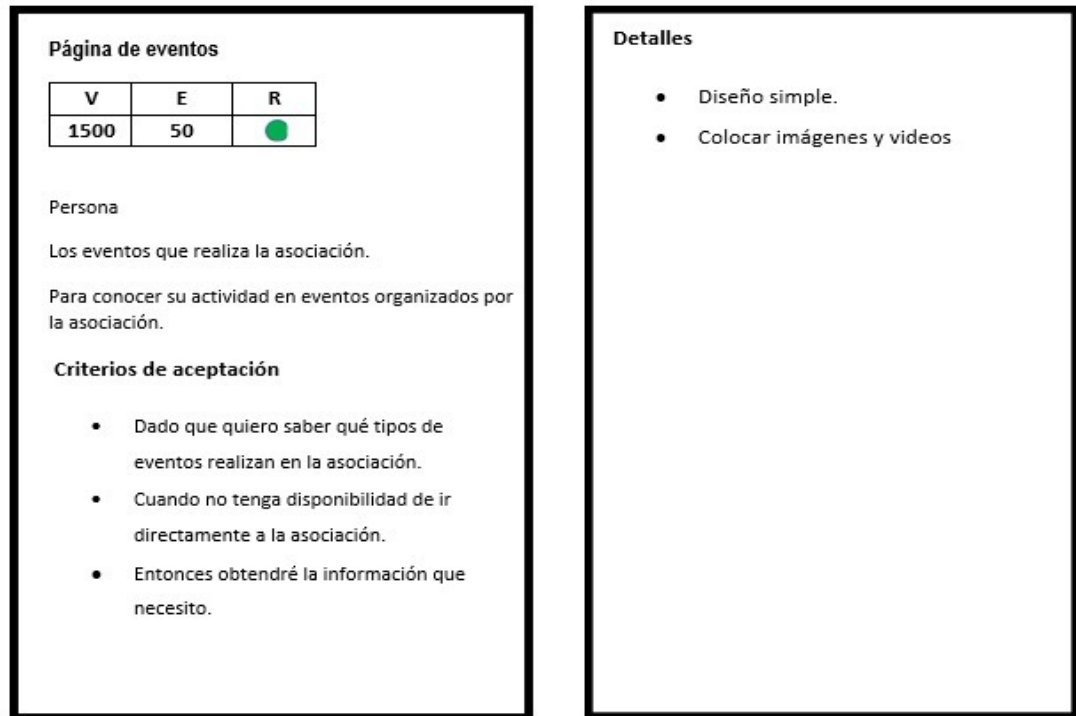 Página de eventos
V E R
1500 50
Persona
Los eventos que realiza la asociación.
Para conocer su actividad en eventos organizados por
la asociación.
Criterios de aceptación
• Dado que quiero saber qué tipos de
eventos realizan en la asociación.
• Cuando no tenga disponibilidad de ir
directamente a la asociación.
• Entonces obtendré la información que
necesito.
Detalles
• Diseño simple.
• Colocar imágenes y videos